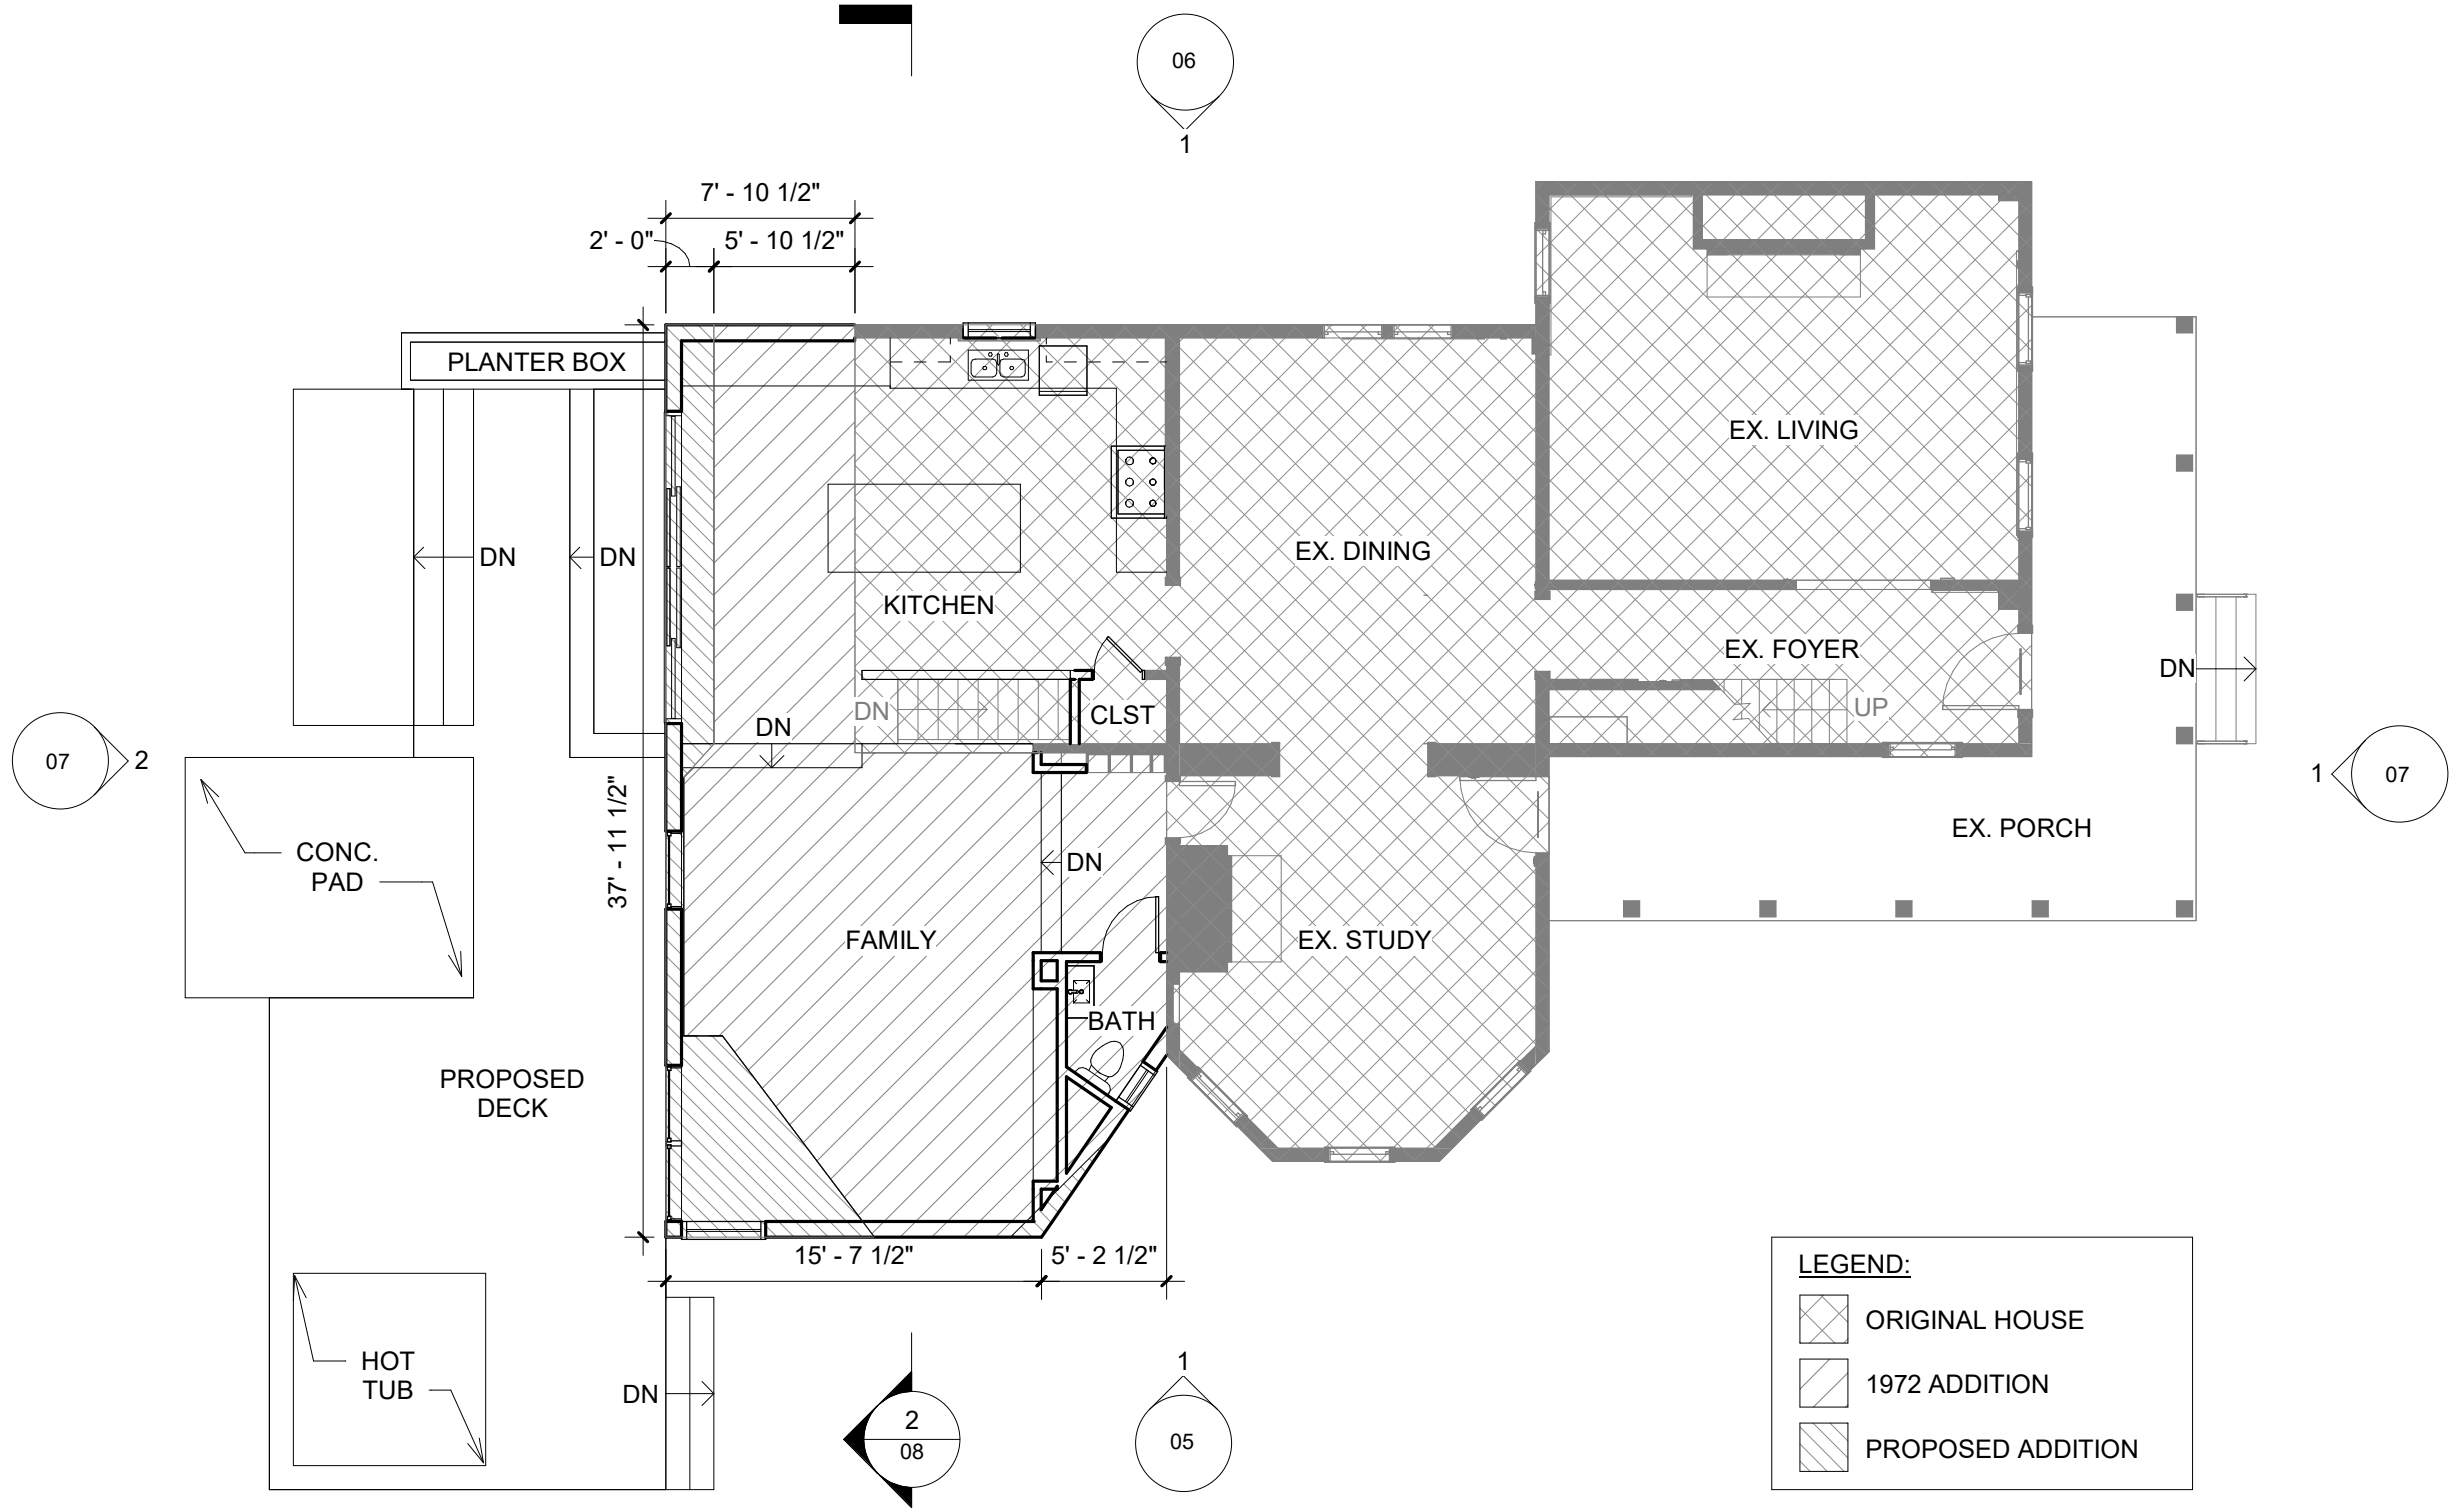 06
1
7' - 10 1/2"
2' - 0"
5' - 10 1/2"
PLANTER BOX
EX. LIVING
DN
DN
EX. DINING
KITCHEN
EX. FOYER
DN
DN
CLST
DN
UP
07
2
1
07
37' - 11 1/2"
EX. PORCH
CONC.
PAD
DN
FAMILY
EX. STUDY
BATH
PROPOSED
DECK
15' - 7 1/2"
5' - 2 1/2"
LEGEND:
ORIGINAL HOUSE
1972 ADDITION
PROPOSED ADDITION
HOT
TUB
DN
2
08
1
05